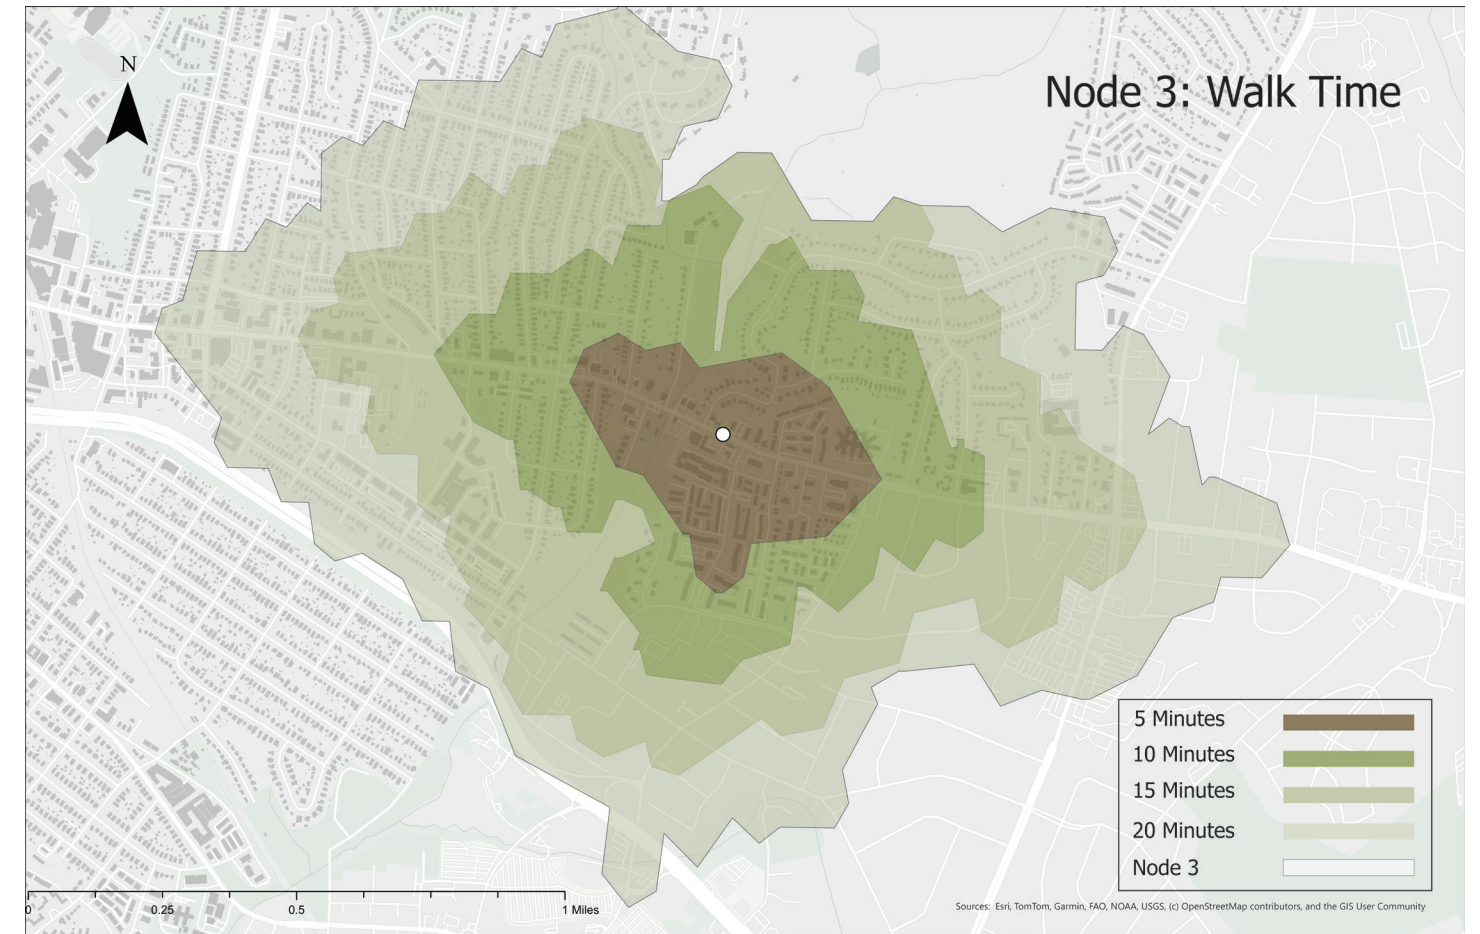 N
Node 3: Walk Time
5 Minutes
10 Minutes
15 Minutes
20 Minutes
Node 3
0 0.25 0.5 1 Miles
Sources: Esri, TomTom, Garmin, FAO, NOAA, USGS, (c) OpenStreetMap contributors, and the GIS User Community